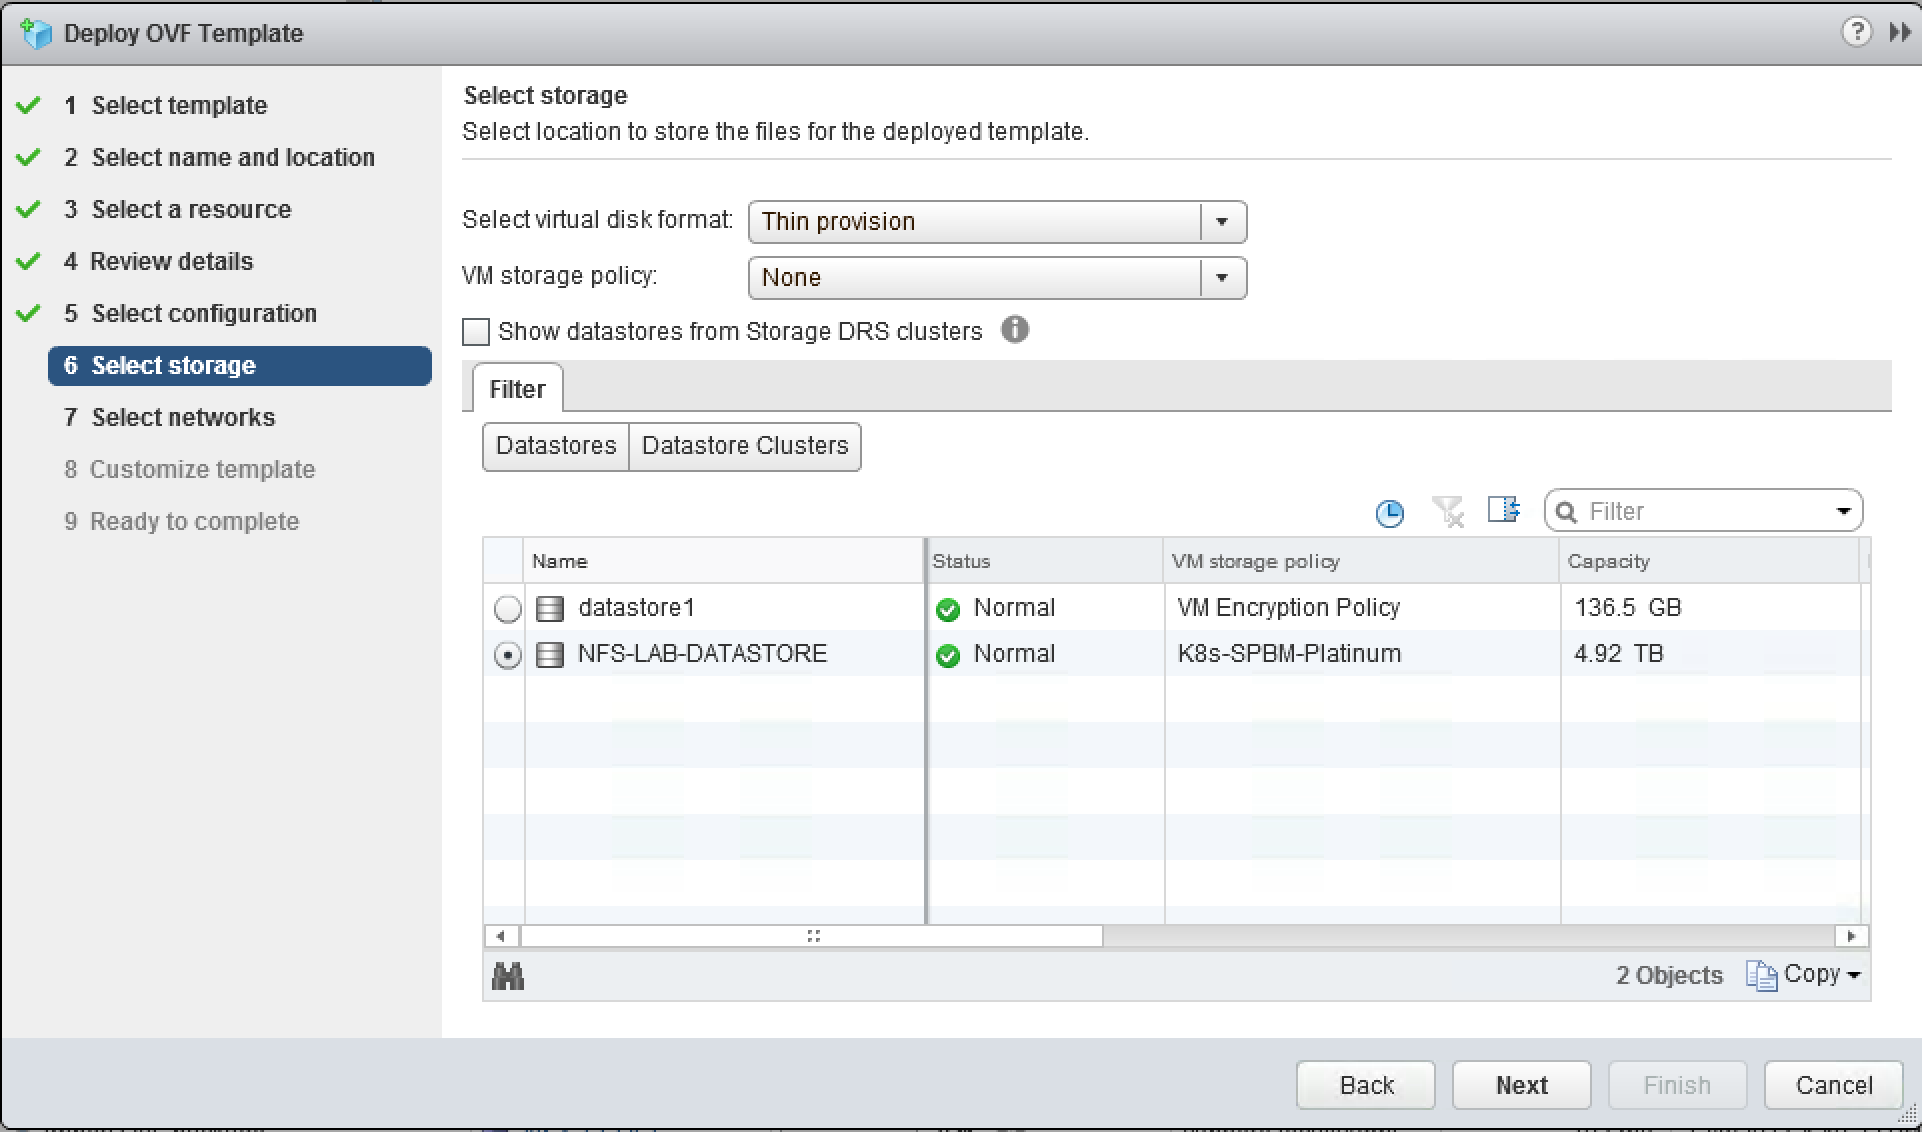 Deploy OVF Template
1 Select template
2 Select name and location
3 Select a resource
4 Review details
5 Select configuration
6 Select storage
7 Select networks
8 Customize template
9 Ready to complete
Select storage
Select location to store the files for the deployed template.
Select virtual disk format: Thin provision
VM storage policy: None
Show datastores from Storage DRS clusters
Filter
Datastores Datastore Clusters
Filter
Name Status VM storage policy Capacity
datastore1 Normal VM Encryption Policy 136.5 GB
NFS-LAB-DATASTORE Normal K8s-SPBM-Platinum 4.92 TB
2 Objects Copy
Back Next Finish Cancel